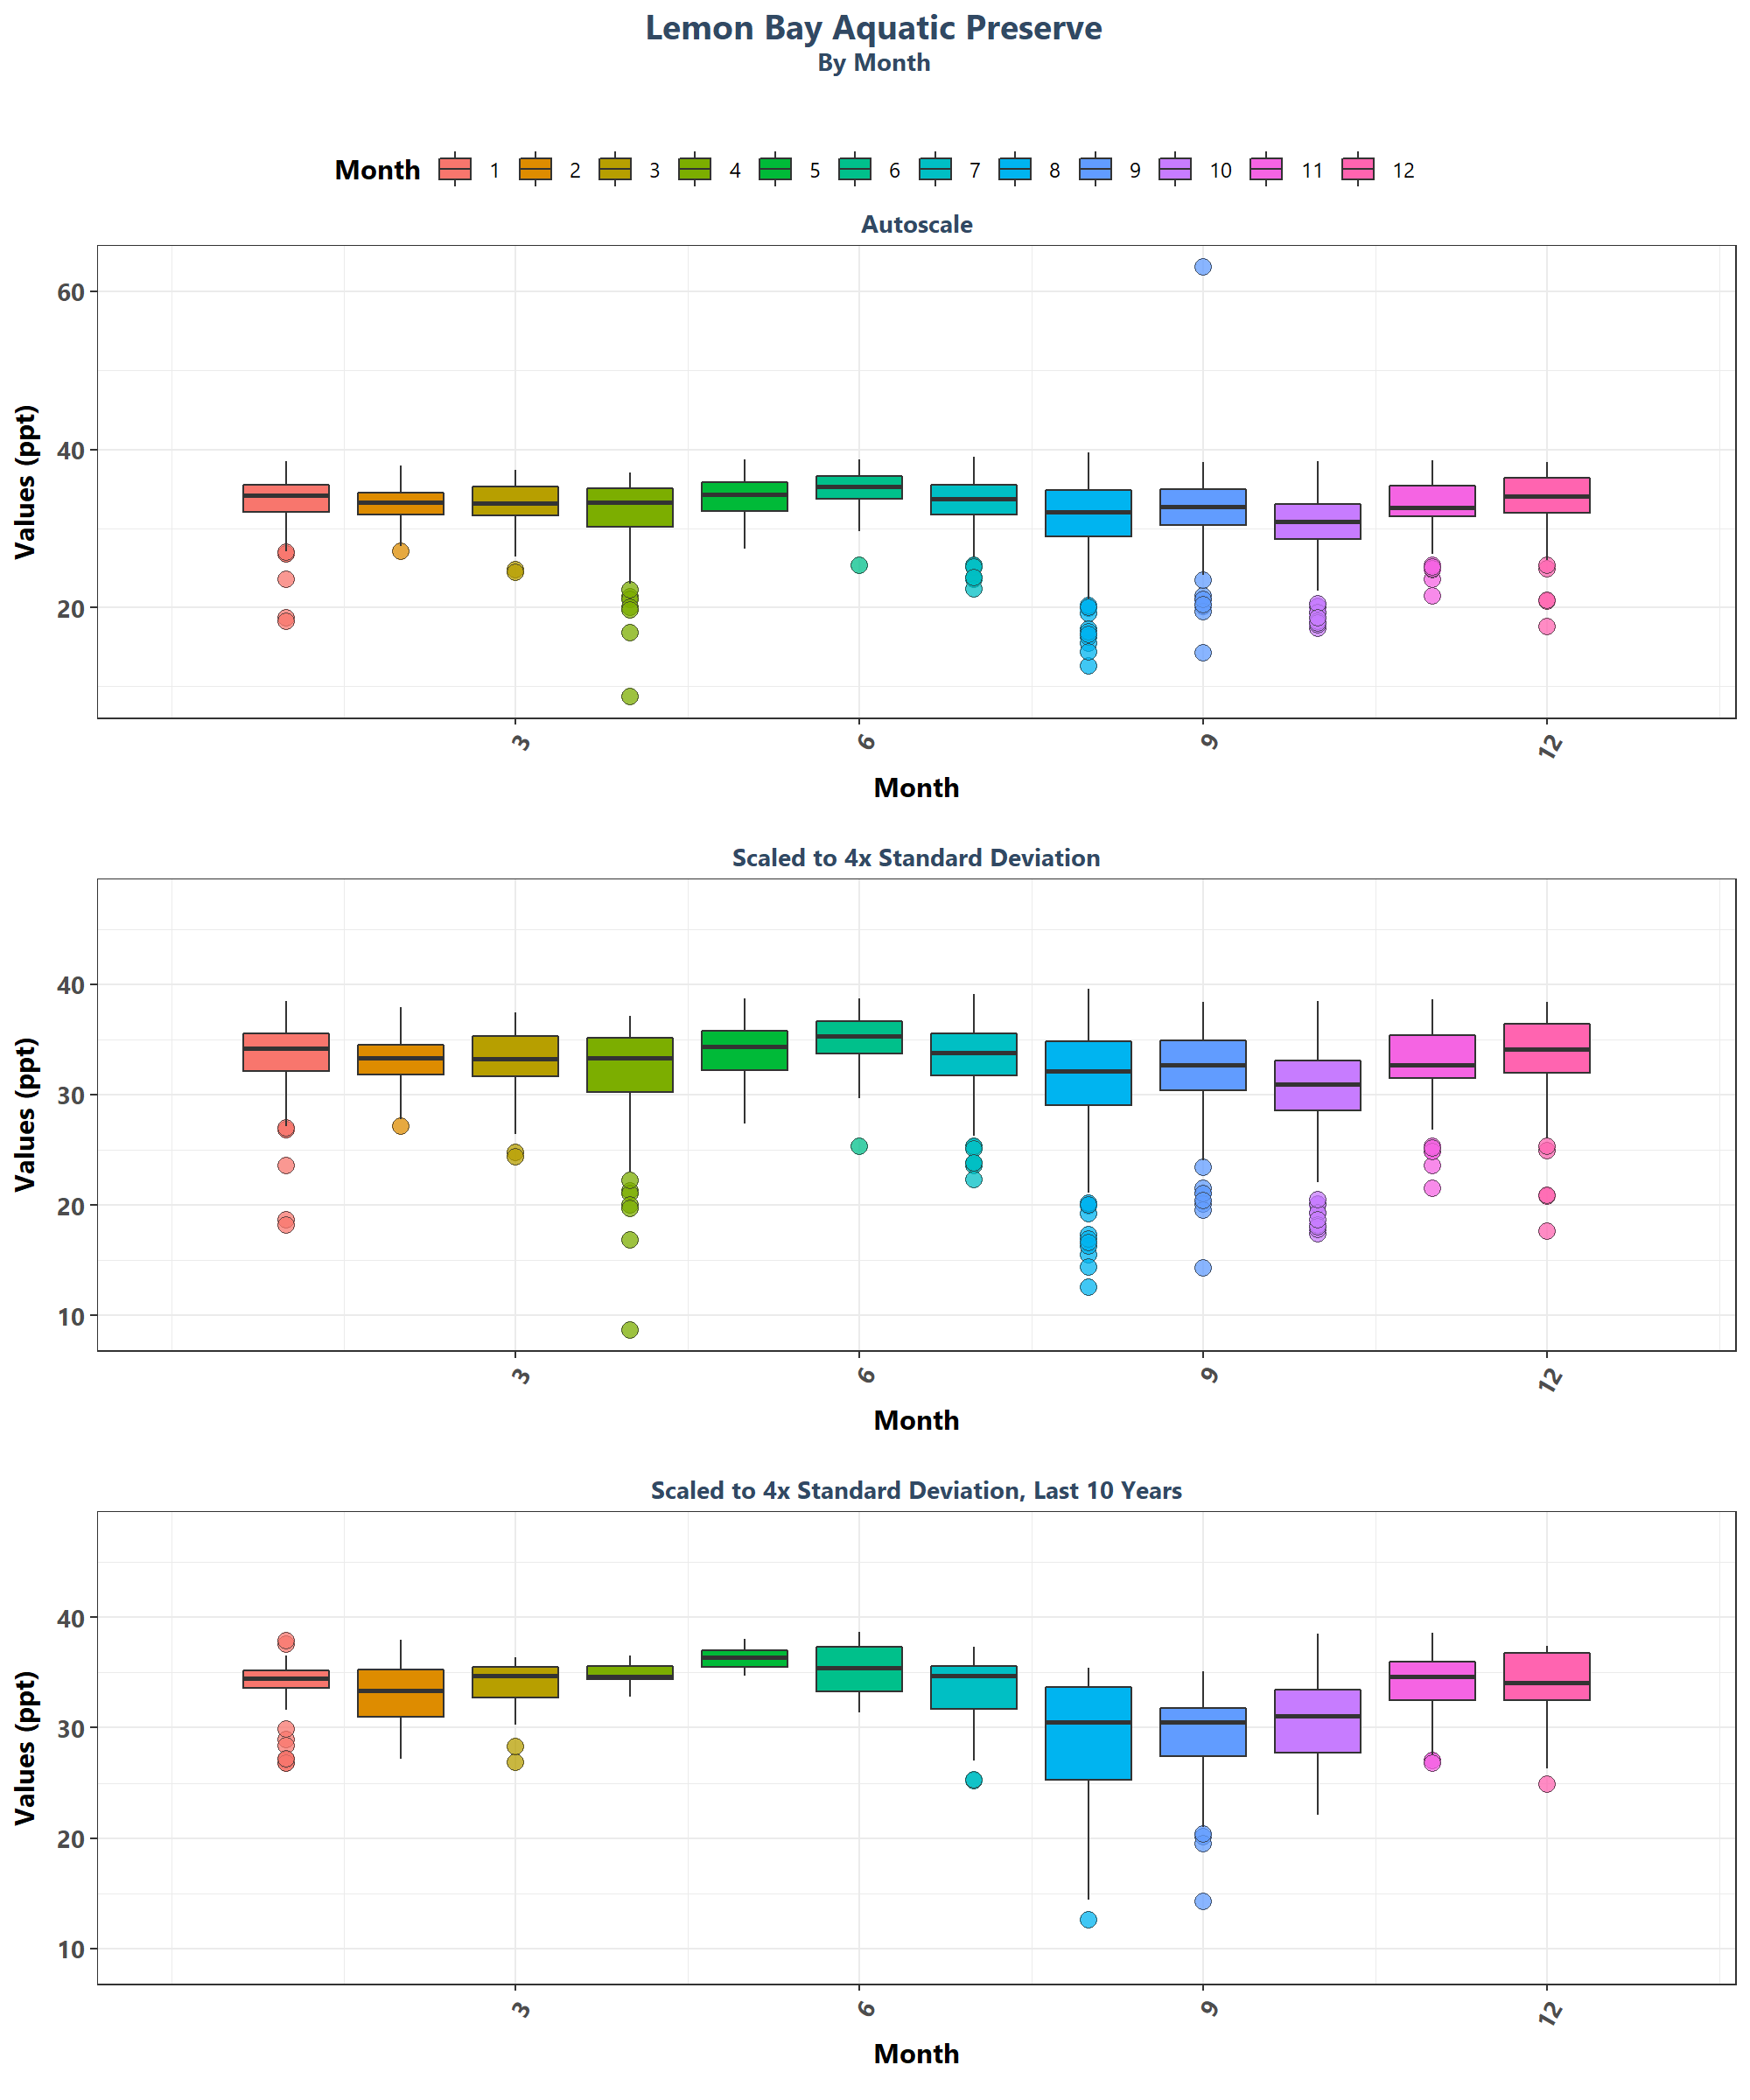 Lemon Bay Aquatic Preserve
By Month
Month 1 2 3 4 5 6 7 8 9 10 11 12
Autoscale
Values (ppt)
60
40
20
3 6 9 12
Month
Scaled to 4x Standard Deviation
Values (ppt)
40
30
20
10
3 6 9 12
Month
Scaled to 4x Standard Deviation, Last 10 Years
Values (ppt)
40
30
20
10
3 6 9 12
Month